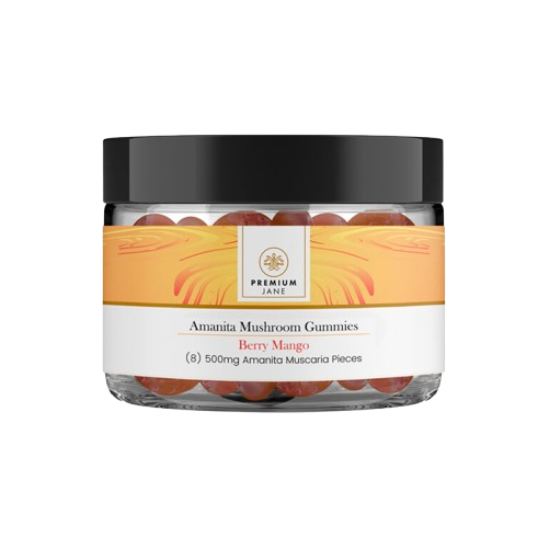 PREMIUM
JANE
Amanita Mushroom Gummies
Berry Mango
(8) 500mg Amanita Muscaria Pieces